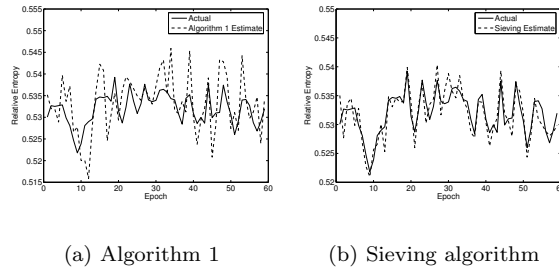 0.555
0.55
0.545
0.54
0.535
0.53
0.525
0.52
0.515
Relative Entropy
Actual
Algorithm 1 Estimate
0 10 20 30 40 50 60
Epoch
(a) Algorithm 1
0.555
0.55
0.545
0.54
0.535
0.53
0.525
0.52
Relative Entropy
Actual
Sieving Estimate
0 10 20 30 40 50 60
Epoch
(b) Sieving algorithm